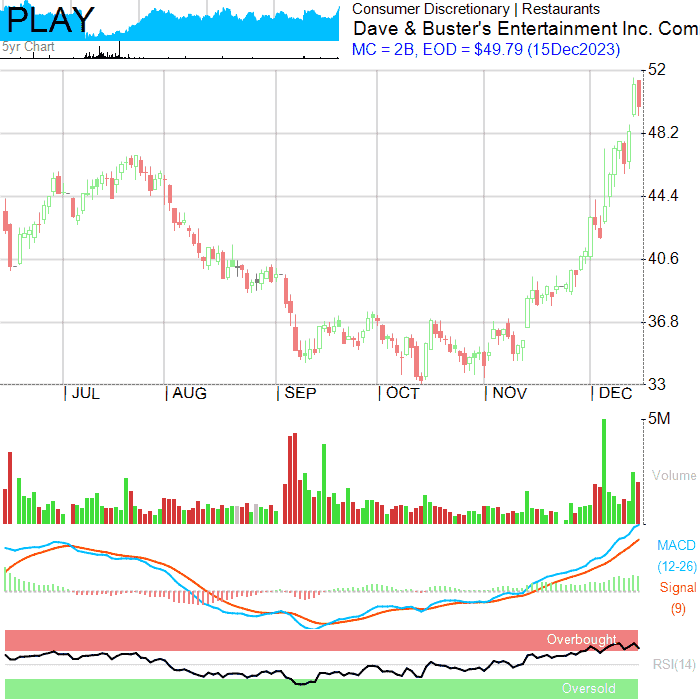 PLAY
5yr Chart
Consumer Discretionary | Restaurants
Dave & Buster's Entertainment Inc. Com
MC = 2B, EOD = $49.79 (15Dec2023)
52
48.2
44.4
40.6
36.8
33
| JUL | AUG | SEP | OCT | NOV | DEC
5M
Volume
MACD
(12-26)
Signal
(9)
Overbought
RSI(14)
Oversold